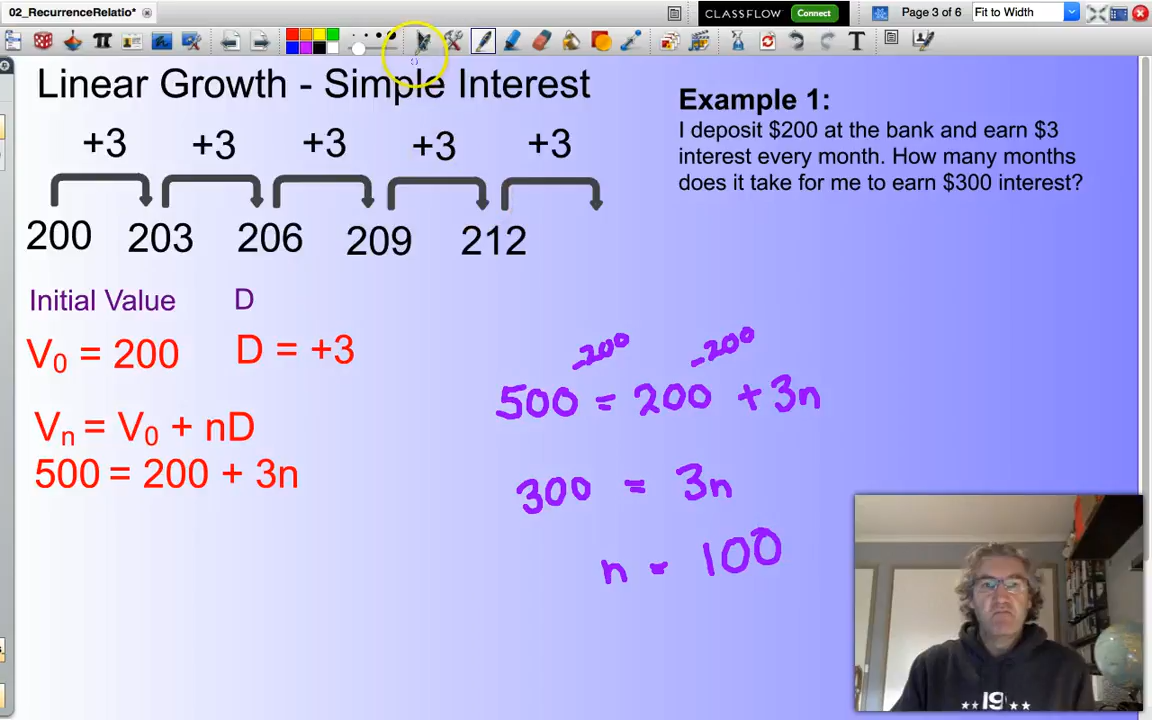 02_RecurrenceRelatio*
CLASSFLOW Connect
Page 3 of 6
Fit to Width
Linear Growth - Simple Interest
+3 +3 +3 +3 +3
200 203 206 209 212
Initial Value D
V₀ = 200 D = +3
Vₙ = V₀ + nD
500 = 200 + 3n
Example 1:
I deposit $200 at the bank and earn $3
interest every month. How many months
does it take for me to earn $300 interest?
-200 -200
500 = 200 + 3n
300 = 3n
n = 100
19